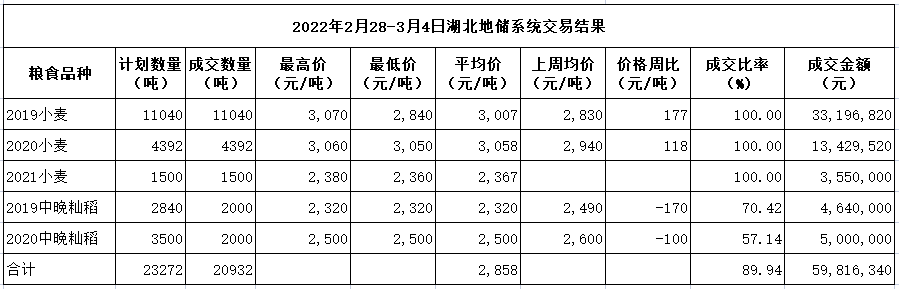 2022年2月28-3月4日湖北地储系统交易结果
粮食品种 计划数量（吨） 成交数量（吨） 最高价（元/吨） 最低价（元/吨） 平均价（元/吨） 上周均价（元/吨） 价格周比（元/吨） 成交比率（%） 成交金额（元）
2019小麦 11040 11040 3,070 2,840 3,007 2,830 177 100.00 33,196,820
2020小麦 4392 4392 3,060 3,050 3,058 2,940 118 100.00 13,429,520
2021小麦 1500 1500 2,380 2,360 2,367 100.00 3,550,000
2019中晚籼稻 2840 2000 2,320 2,320 2,320 2,490 -170 70.42 4,640,000
2020中晚籼稻 3500 2000 2,500 2,500 2,500 2,600 -100 57.14 5,000,000
合计 23272 20932 2,858 89.94 59,816,340